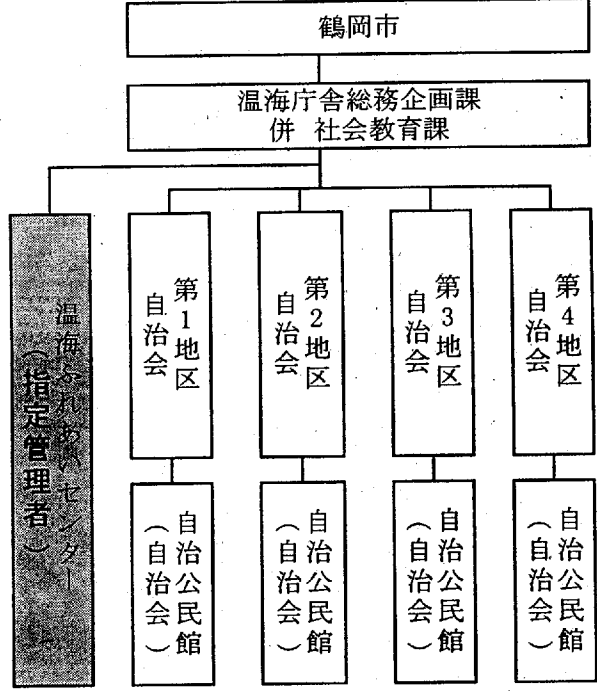 鶴岡市
温海庁舎総務企画課
併 社会教育課
温海ふれあいセンター
（指定管理者）
第1地区
自治会
第2地区
自治会
第3地区
自治会
第4地区
自治会
自治公民館
（自治会）
自治公民館
（自治会）
自治公民館
（自治会）
自治公民館
（自治会）